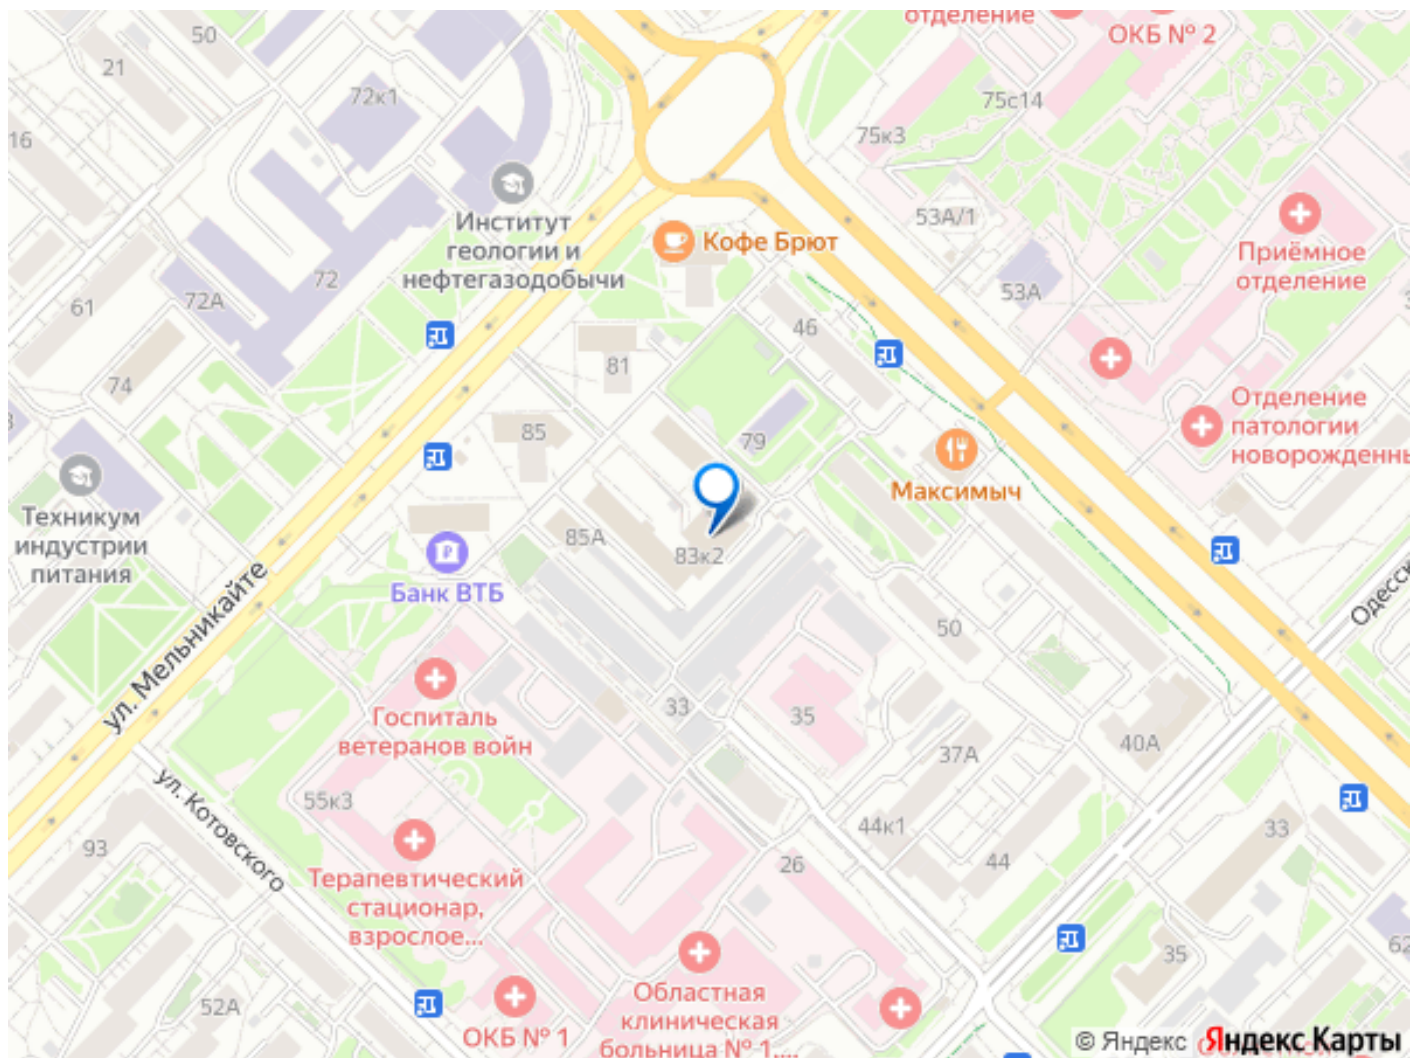 отделение
ОКБ № 2
50
21
72к1
75с14
75к3
16
Институт
геологии и
нефтегазодобычи
Кофе Брют
53А/1
Приёмное
отделение
72
72А
53А
61
46
81
74
Отделение
патологии
новорожденны
85
79
Максимыч
Техникум
индустрии
питания
85А
83к2
Банк ВТБ
ул. Мельникайте
Одесск
50
Госпиталь
ветеранов войн
33
35
37А
40А
55к3
ул. Котовского
93
44к1
33
Терапевтический
стационар,
взрослое...
26
44
62
35
52А
ОКБ № 1
Областная
клиническая
больница № 1,...
© Яндекс Яндекс Карты